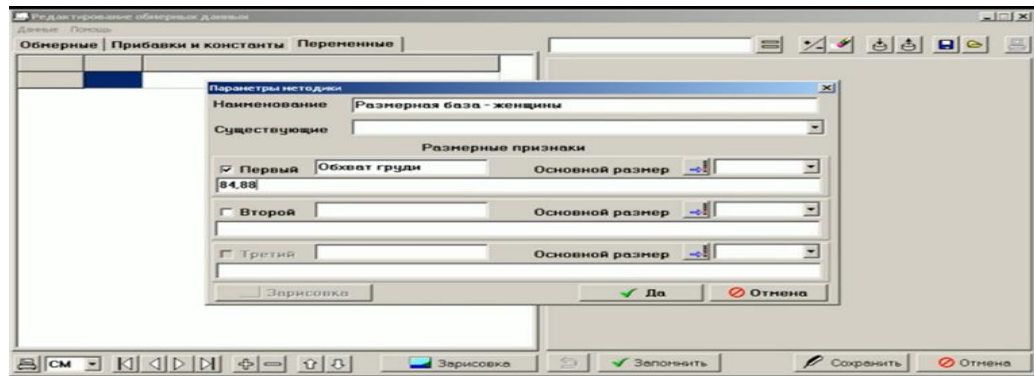 Редактирование обмерных данных
Данные Помощь
Обмерные Прибавки и константы Переменные
Параметры методики
Наименование Размерная база - женщины
Существующие
Размерные признаки
Первый Обхват груди Основной размер
84,88
Второй Основной размер
Третий Основной размер
Зарисовка Да Отмена
СМ Зарисовка Запомнить Сохранить Отмена